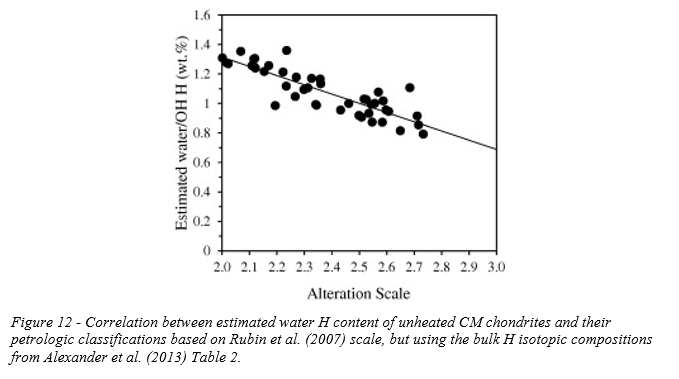 1.6
1.4
1.2
1
0.8
0.6
0.4
0.2
0
Estimated water/OH H (wt.%)
2.0 2.1 2.2 2.3 2.4 2.5 2.6 2.7 2.8 2.9 3.0
Alteration Scale
Figure 12 - Correlation between estimated water H content of unheated CM chondrites and their
petrologic classifications based on Rubin et al. (2007) scale, but using the bulk H isotopic compositions
from Alexander et al. (2013) Table 2.